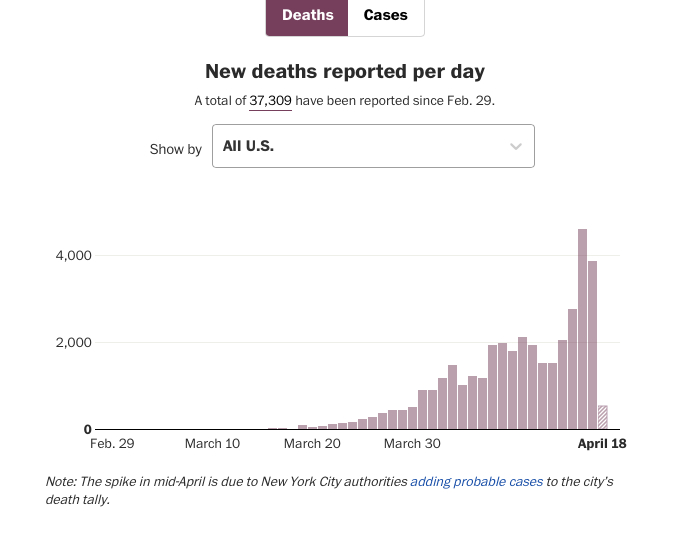 Deaths
Cases
New deaths reported per day
A total of 37,309 have been reported since Feb. 29.
Show by
All U.S.
4,000
2,000
0
Feb. 29
March 10
March 20
March 30
April 18
Note: The spike in mid-April is due to New York City authorities adding probable cases to the city's
death tally.